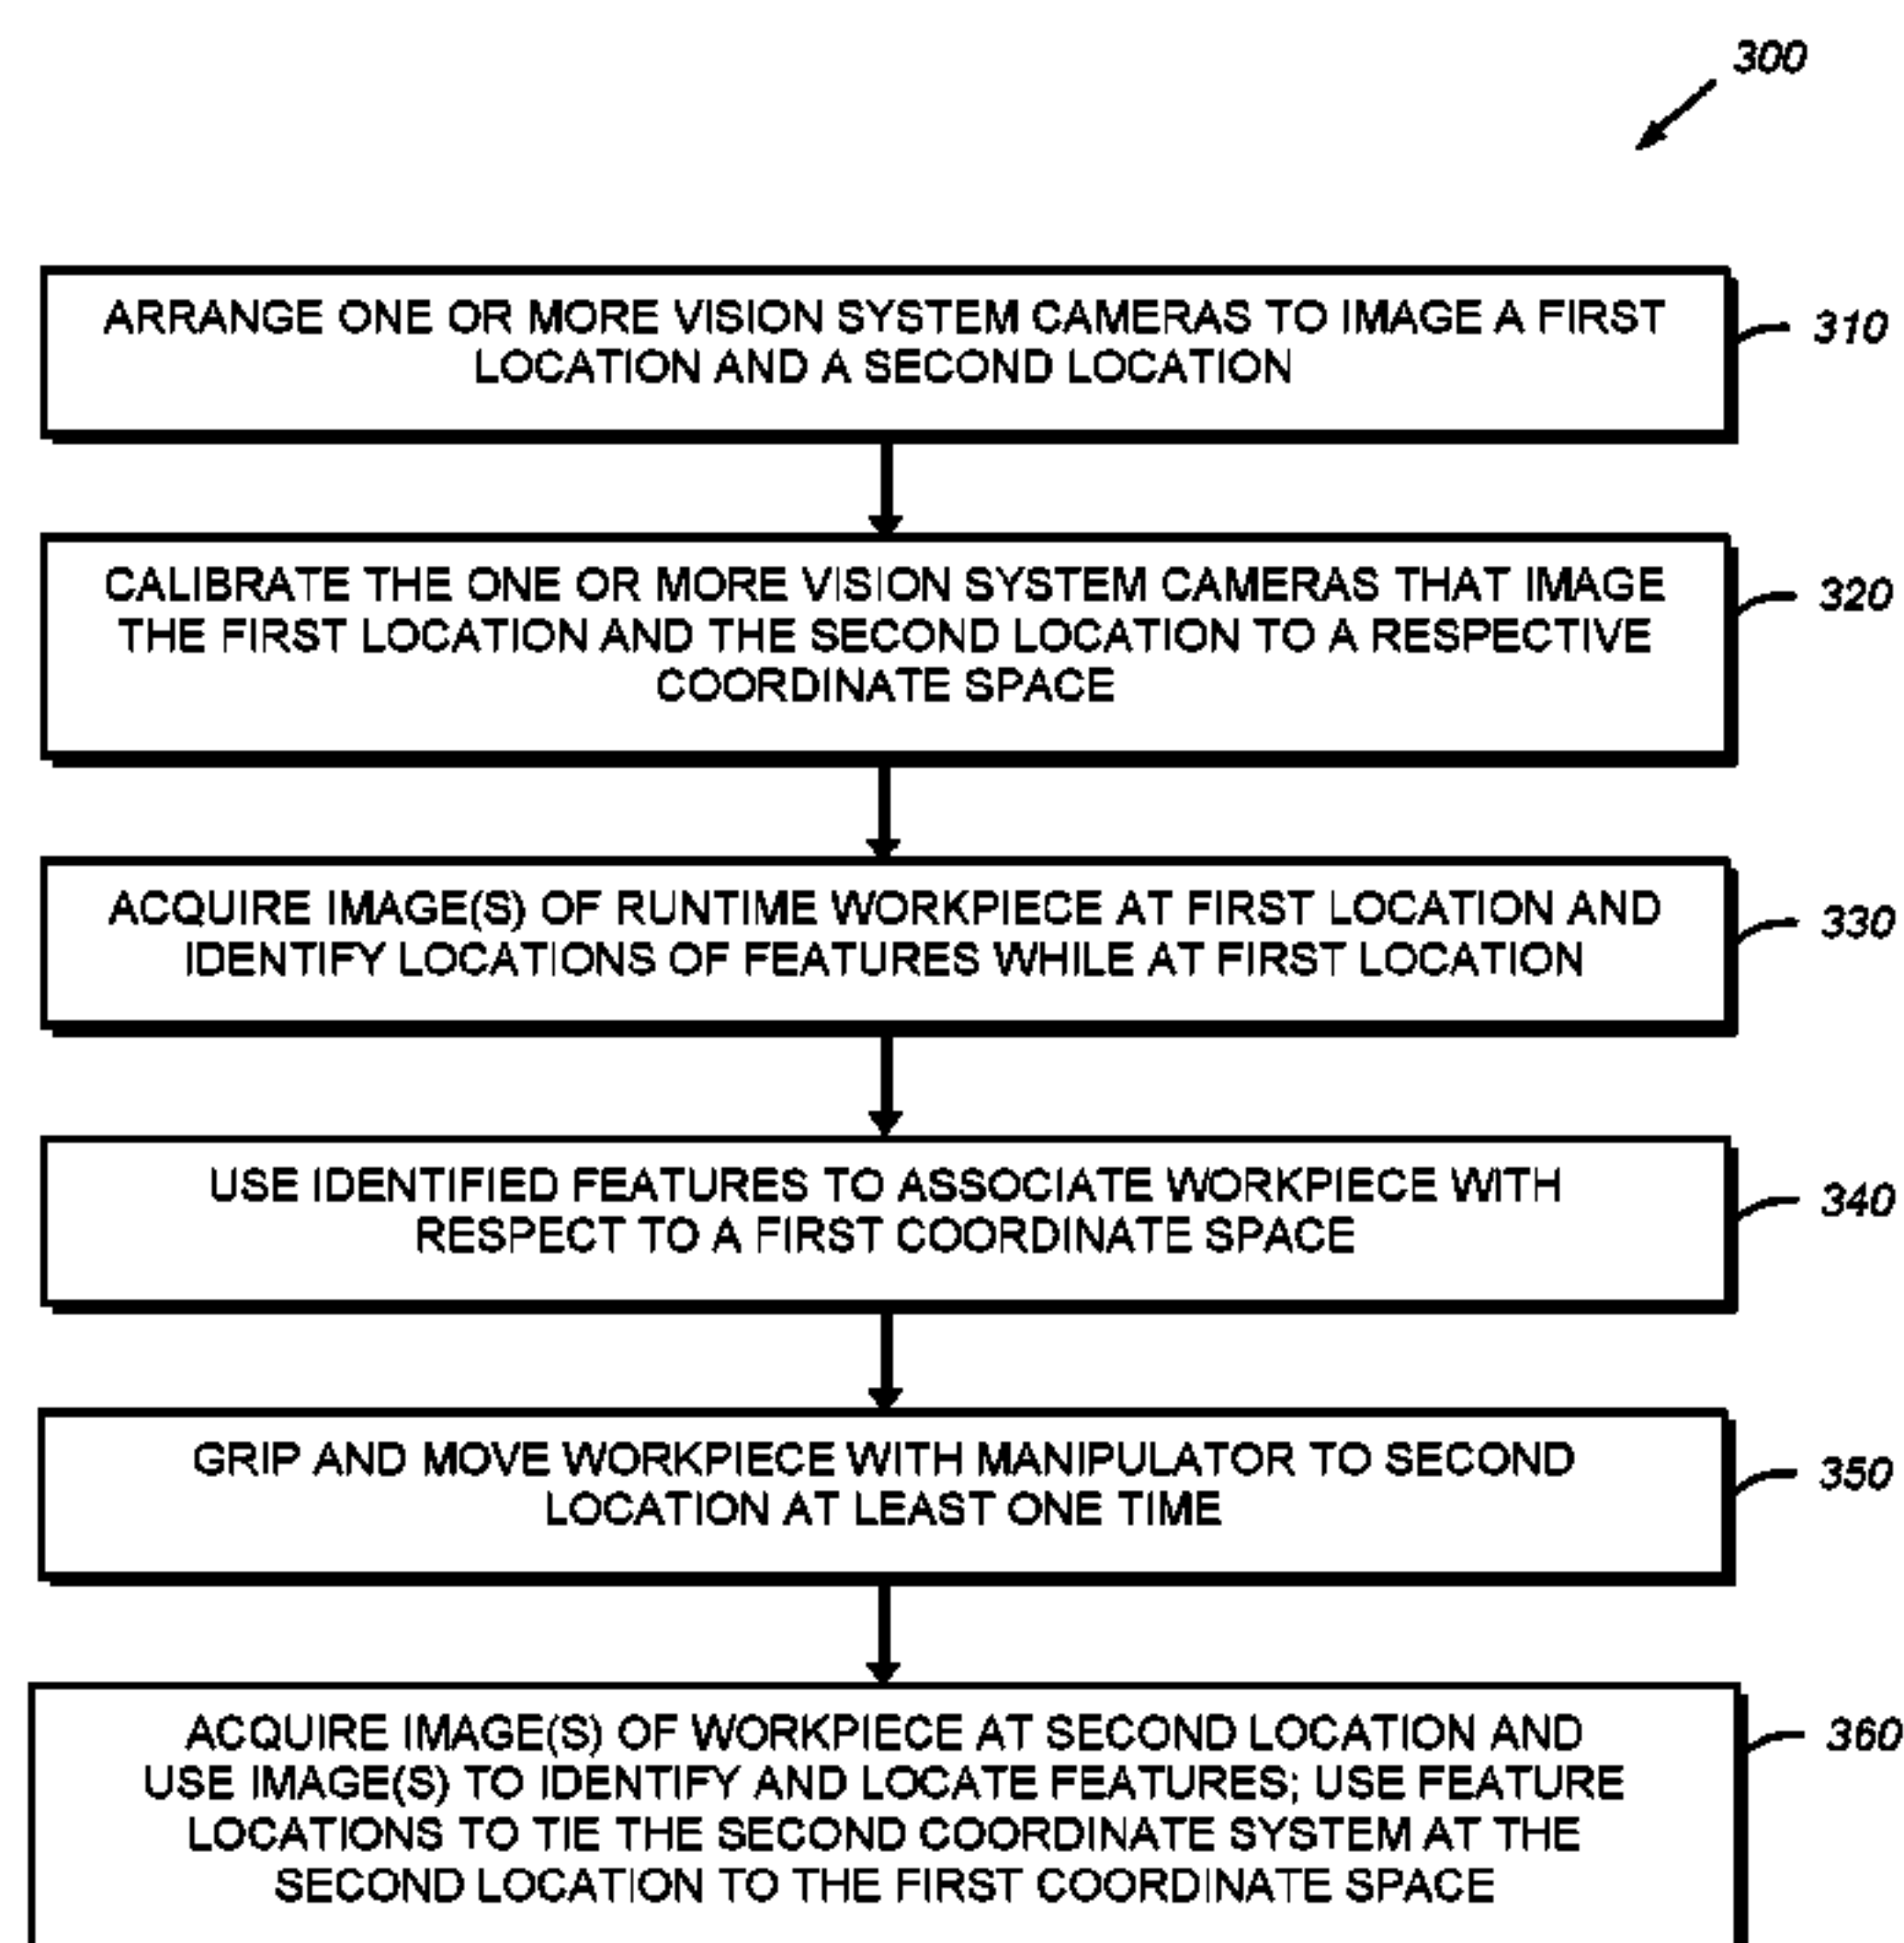 300
ARRANGE ONE OR MORE VISION SYSTEM CAMERAS TO IMAGE A FIRST
LOCATION AND A SECOND LOCATION
310
CALIBRATE THE ONE OR MORE VISION SYSTEM CAMERAS THAT IMAGE
THE FIRST LOCATION AND THE SECOND LOCATION TO A RESPECTIVE
COORDINATE SPACE
320
ACQUIRE IMAGE(S) OF RUNTIME WORKPIECE AT FIRST LOCATION AND
IDENTIFY LOCATIONS OF FEATURES WHILE AT FIRST LOCATION
330
USE IDENTIFIED FEATURES TO ASSOCIATE WORKPIECE WITH
RESPECT TO A FIRST COORDINATE SPACE
340
GRIP AND MOVE WORKPIECE WITH MANIPULATOR TO SECOND
LOCATION AT LEAST ONE TIME
350
ACQUIRE IMAGE(S) OF WORKPIECE AT SECOND LOCATION AND
USE IMAGE(S) TO IDENTIFY AND LOCATE FEATURES; USE FEATURE
LOCATIONS TO TIE THE SECOND COORDINATE SYSTEM AT THE
SECOND LOCATION TO THE FIRST COORDINATE SPACE
360